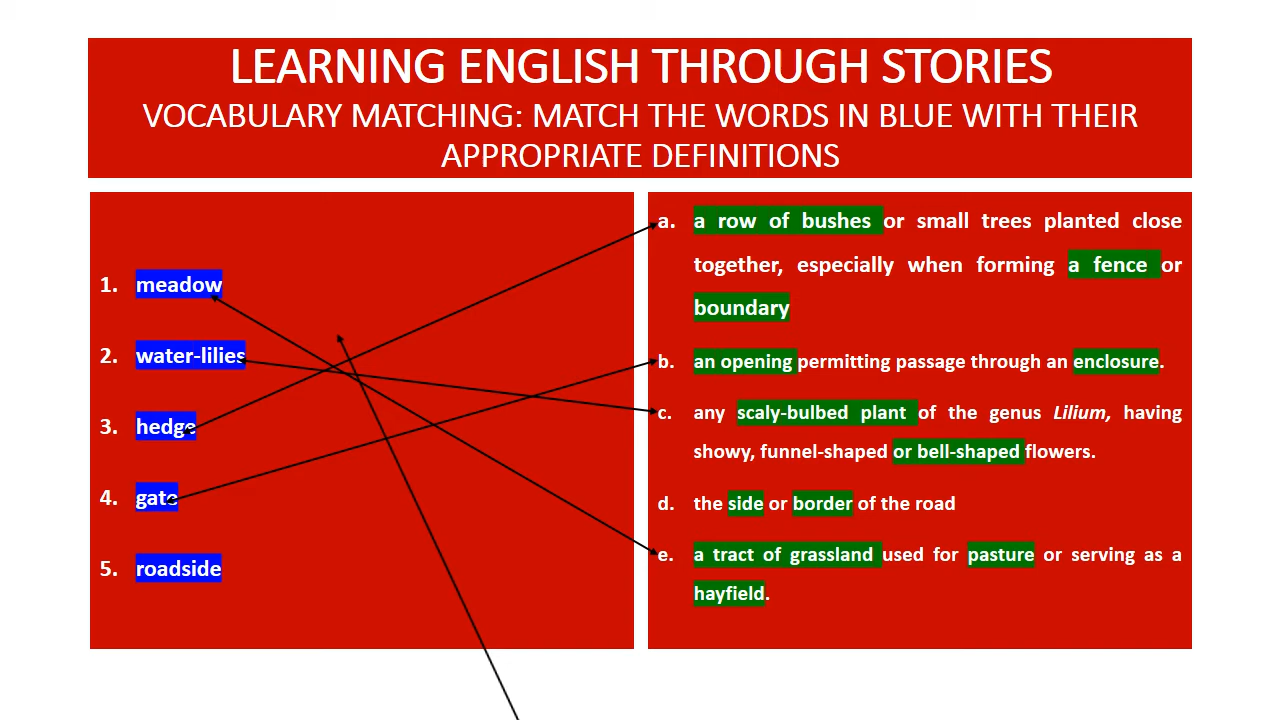 LEARNING ENGLISH THROUGH STORIES
VOCABULARY MATCHING: MATCH THE WORDS IN BLUE WITH THEIR
APPROPRIATE DEFINITIONS
1. meadow
2. water-lilies
3. hedge
4. gate
5. roadside
a. a row of bushes or small trees planted close
together, especially when forming a fence or
boundary
b. an opening permitting passage through an enclosure.
c. any scaly-bulbed plant of the genus Lilium, having
showy, funnel-shaped or bell-shaped flowers.
d. the side or border of the road
e. a tract of grassland used for pasture or serving as a
hayfield.